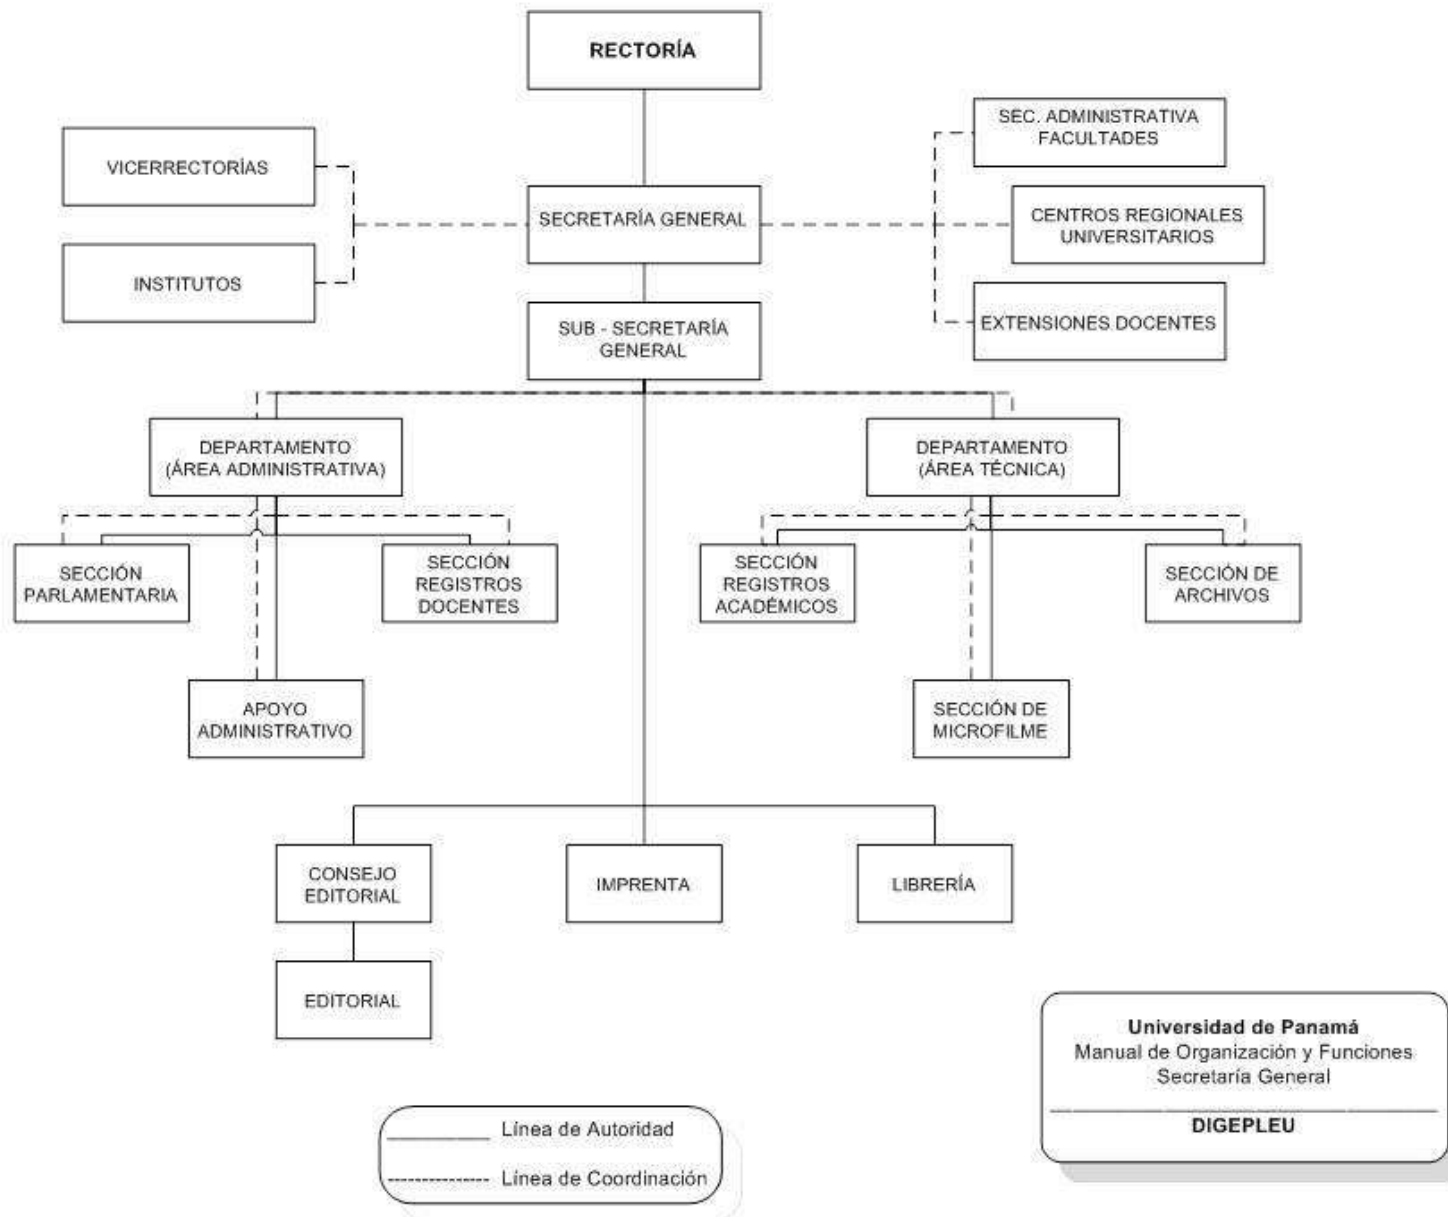 RECTORÍA
SEC. ADMINISTRATIVA
FACULTADES
VICERRECTORÍAS
SECRETARÍA GENERAL
CENTROS REGIONALES
UNIVERSITARIOS
INSTITUTOS
SUB - SECRETARÍA
GENERAL
EXTENSIONES DOCENTES
DEPARTAMENTO
(ÁREA ADMINISTRATIVA)
DEPARTAMENTO
(ÁREA TÉCNICA)
SECCIÓN
PARLAMENTARIA
SECCIÓN
REGISTROS
DOCENTES
SECCIÓN
REGISTROS
ACADÉMICOS
SECCIÓN DE
ARCHIVOS
APOYO
ADMINISTRATIVO
SECCIÓN DE
MICROFILME
CONSEJO
EDITORIAL
IMPRENTA
LIBRERÍA
EDITORIAL
Universidad de Panamá
Manual de Organización y Funciones
Secretaría General
DIGEPLEU
Línea de Autoridad
Línea de Coordinación